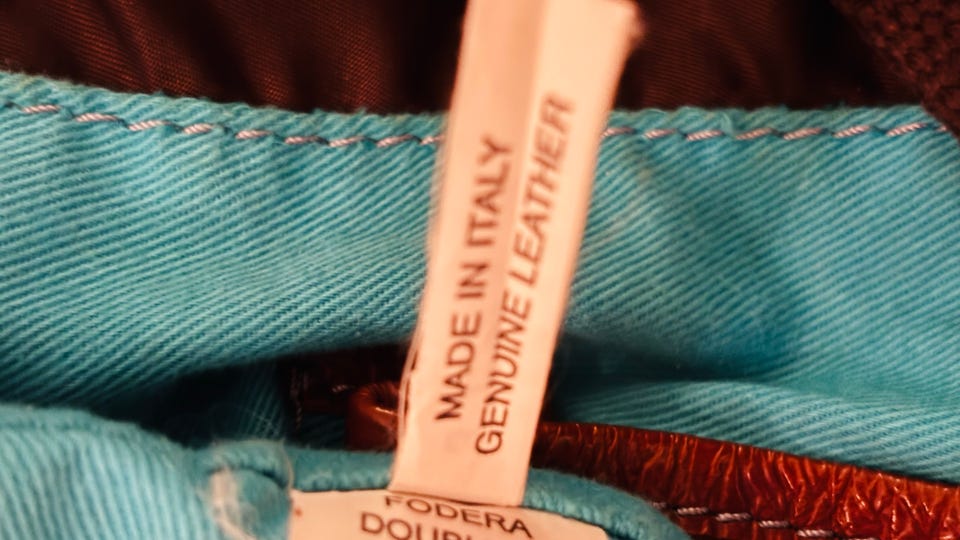 MADE IN ITALY
GENUINE LEATHER
FODERA